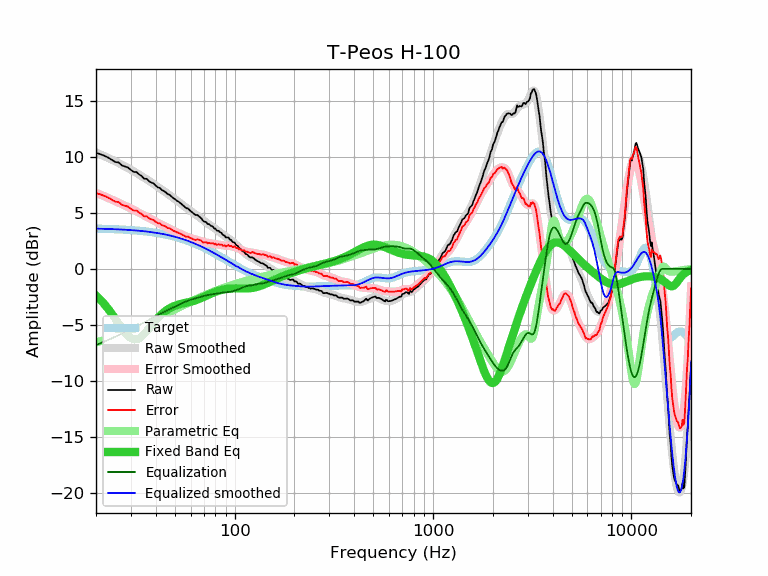 T-Peos H-100
Amplitude (dBr)
15
10
5
0
−5
−10
−15
−20
Target
Raw Smoothed
Error Smoothed
Raw
Error
Parametric Eq
Fixed Band Eq
Equalization
Equalized smoothed
100
1000
10000
Frequency (Hz)